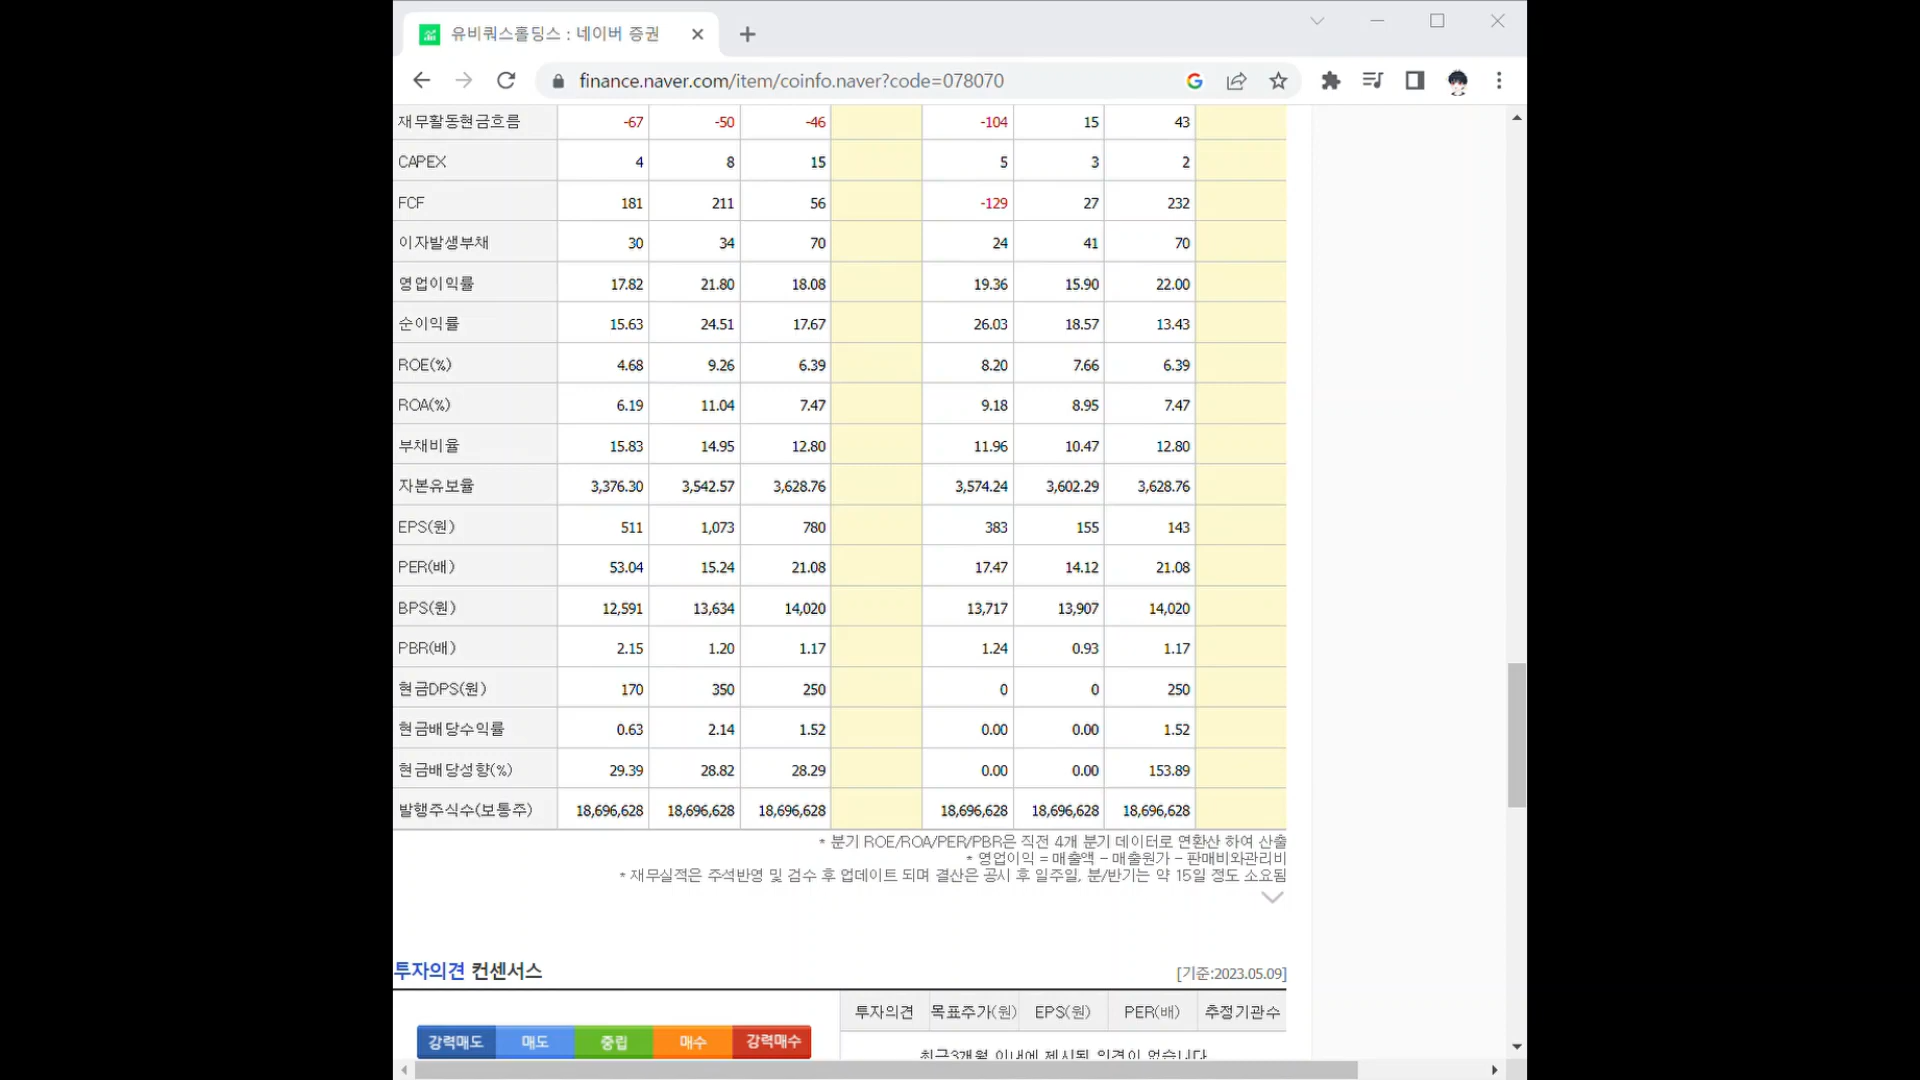 유비쿼스홀딩스 : 네이버 증권
finance.naver.com/item/coinfo.naver?code=078070
재무활동현금흐름 -67 -50 -46 -104 15 43
CAPEX 4 8 15 5 3 2
FCF 181 211 56 -129 27 232
이자발생부채 30 34 70 24 41 70
영업이익률 17.82 21.80 18.08 19.36 15.90 22.00
순이익률 15.63 24.51 17.67 26.03 18.57 13.43
ROE(%) 4.68 9.26 6.39 8.20 7.66 6.39
ROA(%) 6.19 11.04 7.47 9.18 8.95 7.47
부채비율 15.83 14.95 12.80 11.96 10.47 12.80
자본유보율 3,376.30 3,542.57 3,628.76 3,574.24 3,602.29 3,628.76
EPS(원) 511 1,073 780 383 155 143
PER(배) 53.04 15.24 21.08 17.47 14.12 21.08
BPS(원) 12,591 13,634 14,020 13,717 13,907 14,020
PBR(배) 2.15 1.20 1.17 1.24 0.93 1.17
현금DPS(원) 170 350 250 0 0 250
현금배당수익률 0.63 2.14 1.52 0.00 0.00 1.52
현금배당성향(%) 29.39 28.82 28.29 0.00 0.00 153.89
발행주식수(보통주) 18,696,628 18,696,628 18,696,628 18,696,628 18,696,628 18,696,628
* 분기 ROE/ROA/PER/PBR은 직전 4개 분기 데이터로 연환산 하여 산출
* 영업이익 = 매출액 - 매출원가 - 판매비와관리비
* 재무실적은 주석반영 및 검수 후 업데이트 되며 결산은 공시 후 일주일, 분/반기는 약 15일 정도 소요됨
투자의견 컨센서스 [기준:2023.05.09]
투자의견 목표주가(원) EPS(원) PER(배) 추정기관수
강력매도 매도 중립 매수 강력매수
최근3개월 이내에 제시된 의견이 없습니다